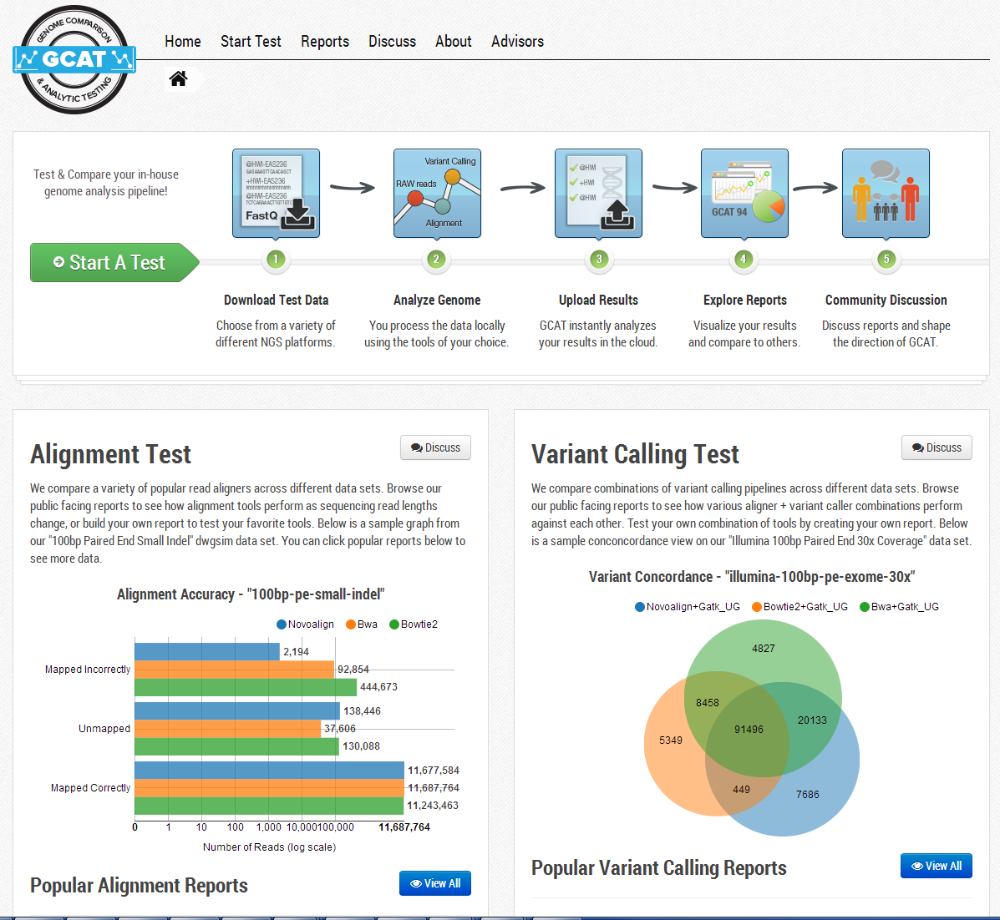 GENOME COMPARISON
GCAT
& ANALYTIC TESTING
Home Start Test Reports Discuss About Advisors
Test & Compare your in-house
genome analysis pipeline!
Start A Test
@HWI-EAS236
GAGAAAGTTCAACAGCT
+HWI-EAS236
@HWI-EAS236
FastQ
Variant Calling
RAW reads
Alignment
@HWI
+HWI
@HWI
GCAT 94
1
2
3
4
5
Download Test Data
Choose from a variety of
different NGS platforms.
Analyze Genome
You process the data locally
using the tools of your choice.
Upload Results
GCAT instantly analyzes
your results in the cloud.
Explore Reports
Visualize your results
and compare to others.
Community Discussion
Discuss reports and shape
the direction of GCAT.
Alignment Test
Discuss
We compare a variety of popular read aligners across different data sets. Browse our
public facing reports to see how alignment tools perform as sequencing read lengths
change, or build your own report to test your favorite tools. Below is a sample graph from
our "100bp Paired End Small Indel" dwgsim data set. You can click popular reports below to
see more data.
Alignment Accuracy - "100bp-pe-small-indel"
Novoalign Bwa Bowtie2
Mapped Incorrectly
2,194
92,854
444,673
Unmapped
138,446
37,606
130,088
Mapped Correctly
11,677,584
11,687,764
11,243,463
0 1 10 100 1,000 10,000 100,000 11,687,764
Number of Reads (log scale)
Popular Alignment Reports
View All
Variant Calling Test
Discuss
We compare combinations of variant calling pipelines across different data sets. Browse
our public facing reports to see how various aligner + variant caller combinations perform
against each other. Test your own combination of tools by creating your own report. Below
is a sample conconcordance view on our "Illumina 100bp Paired End 30x Coverage" data set.
Variant Concordance - "illumina-100bp-pe-exome-30x"
Novoalign+Gatk_UG Bowtie2+Gatk_UG Bwa+Gatk_UG
4827
8458
20133
91496
5349
449
7686
Popular Variant Calling Reports
View All